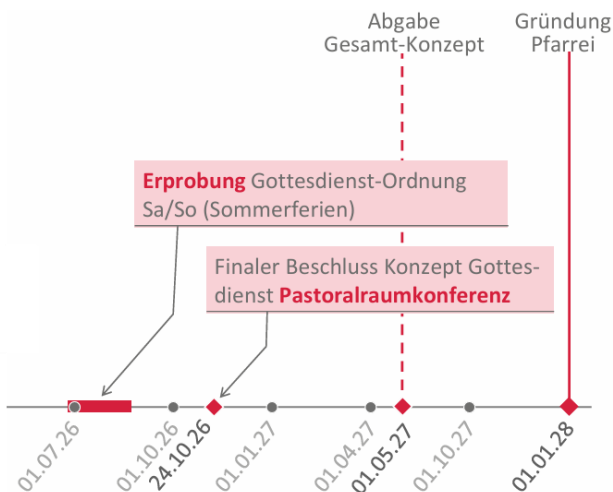 Abgabe
Gesamt-Konzept
Gründung
Pfarrei
Erprobung Gottesdienst-Ordnung
Sa/So (Sommerferien)
Finaler Beschluss Konzept Gottes-
dienst Pastoralraumkonferenz
01.07.26
01.10.26
24.10.26
01.01.27
01.04.27
01.05.27
01.10.27
01.01.28